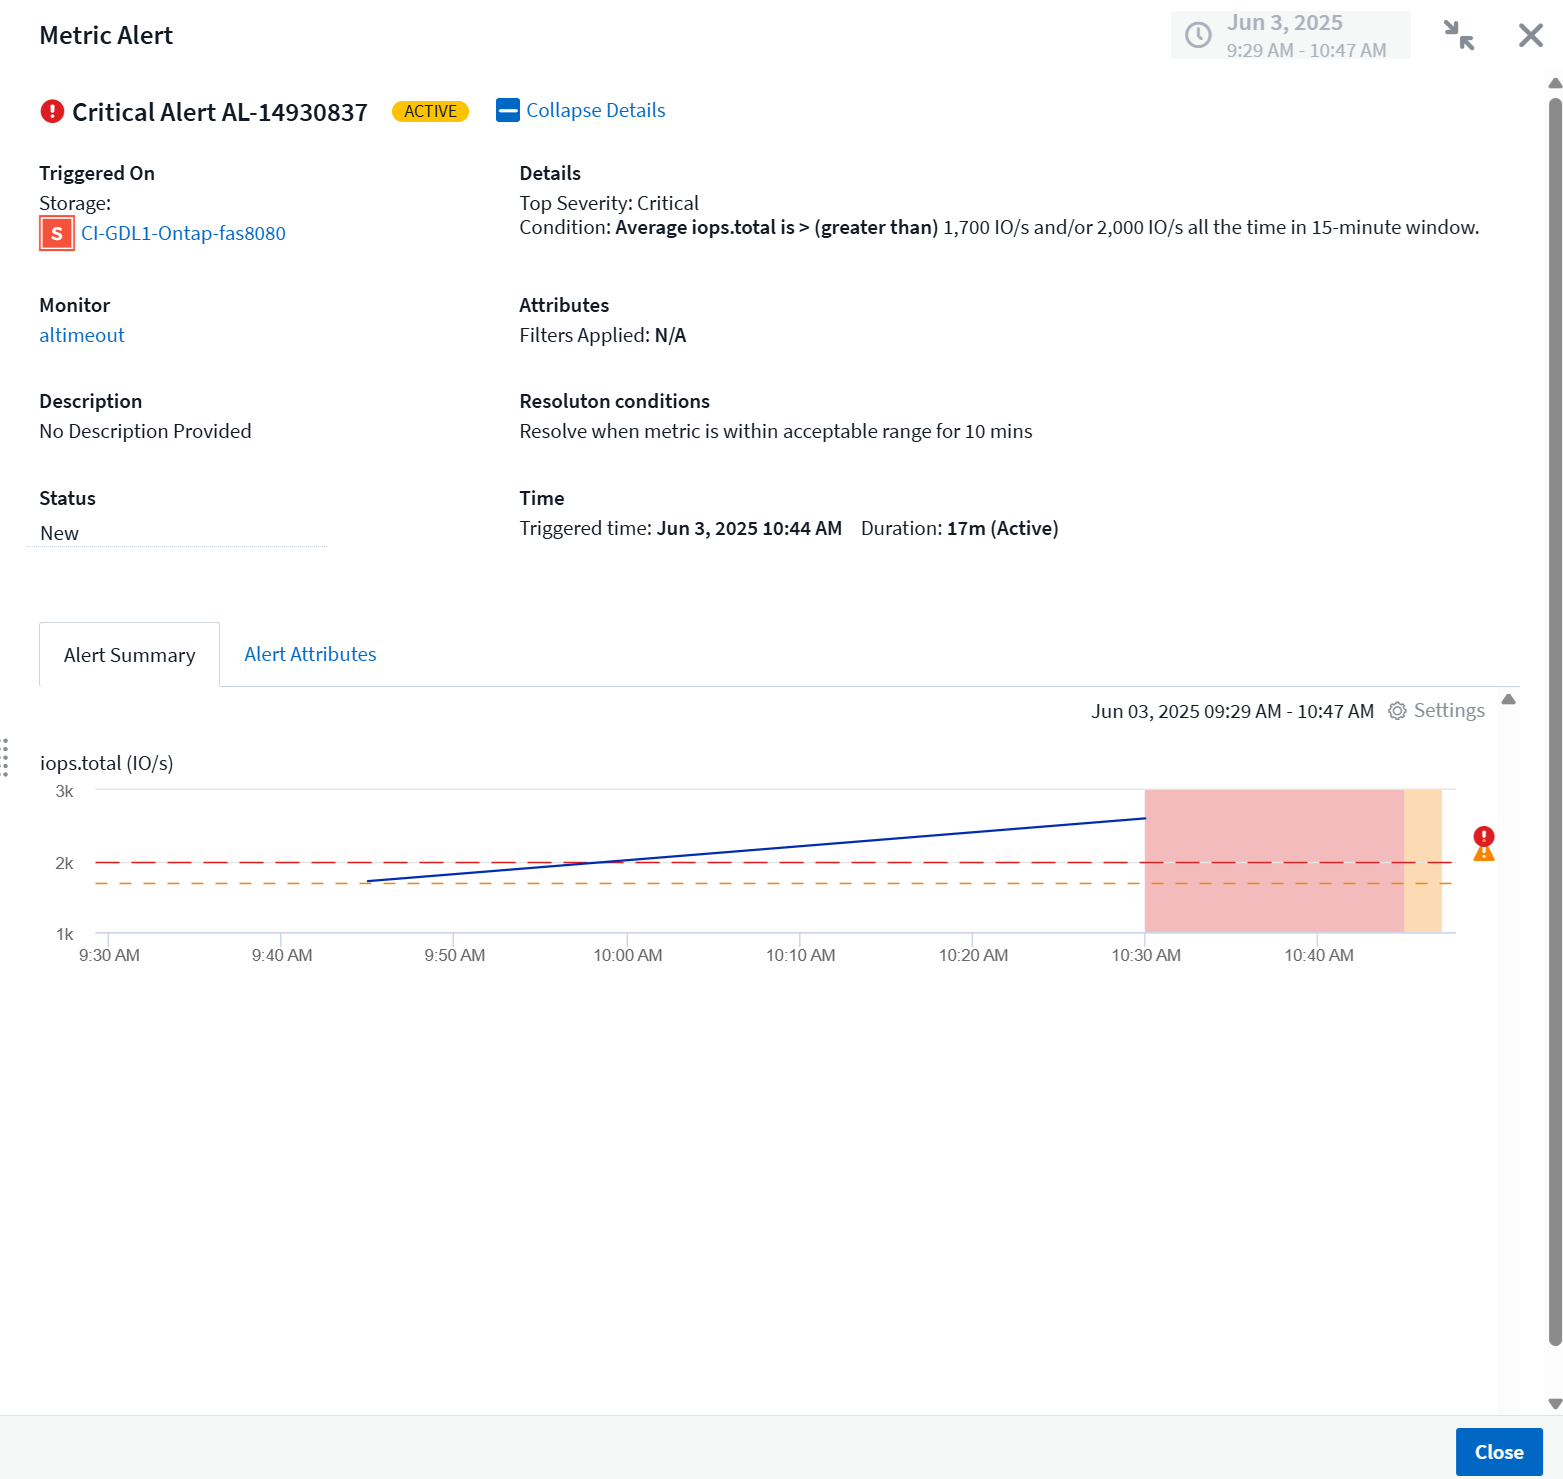 Metric Alert
Jun 3, 2025
9:29 AM - 10:47 AM
Critical Alert AL-14930837
ACTIVE
Collapse Details
Triggered On
Storage:
S
CI-GDL1-Ontap-fas8080
Details
Top Severity: Critical
Condition: Average iops.total is > (greater than) 1,700 IO/s and/or 2,000 IO/s all the time in 15-minute window.
Monitor
altimeout
Attributes
Filters Applied: N/A
Description
No Description Provided
Resoluton conditions
Resolve when metric is within acceptable range for 10 mins
Status
New
Time
Triggered time: Jun 3, 2025 10:44 AM Duration: 17m (Active)
Alert Summary
Alert Attributes
Jun 03, 2025 09:29 AM - 10:47 AM
Settings
iops.total (IO/s)
3k
2k
1k
9:30 AM
9:40 AM
9:50 AM
10:00 AM
10:10 AM
10:20 AM
10:30 AM
10:40 AM
Close